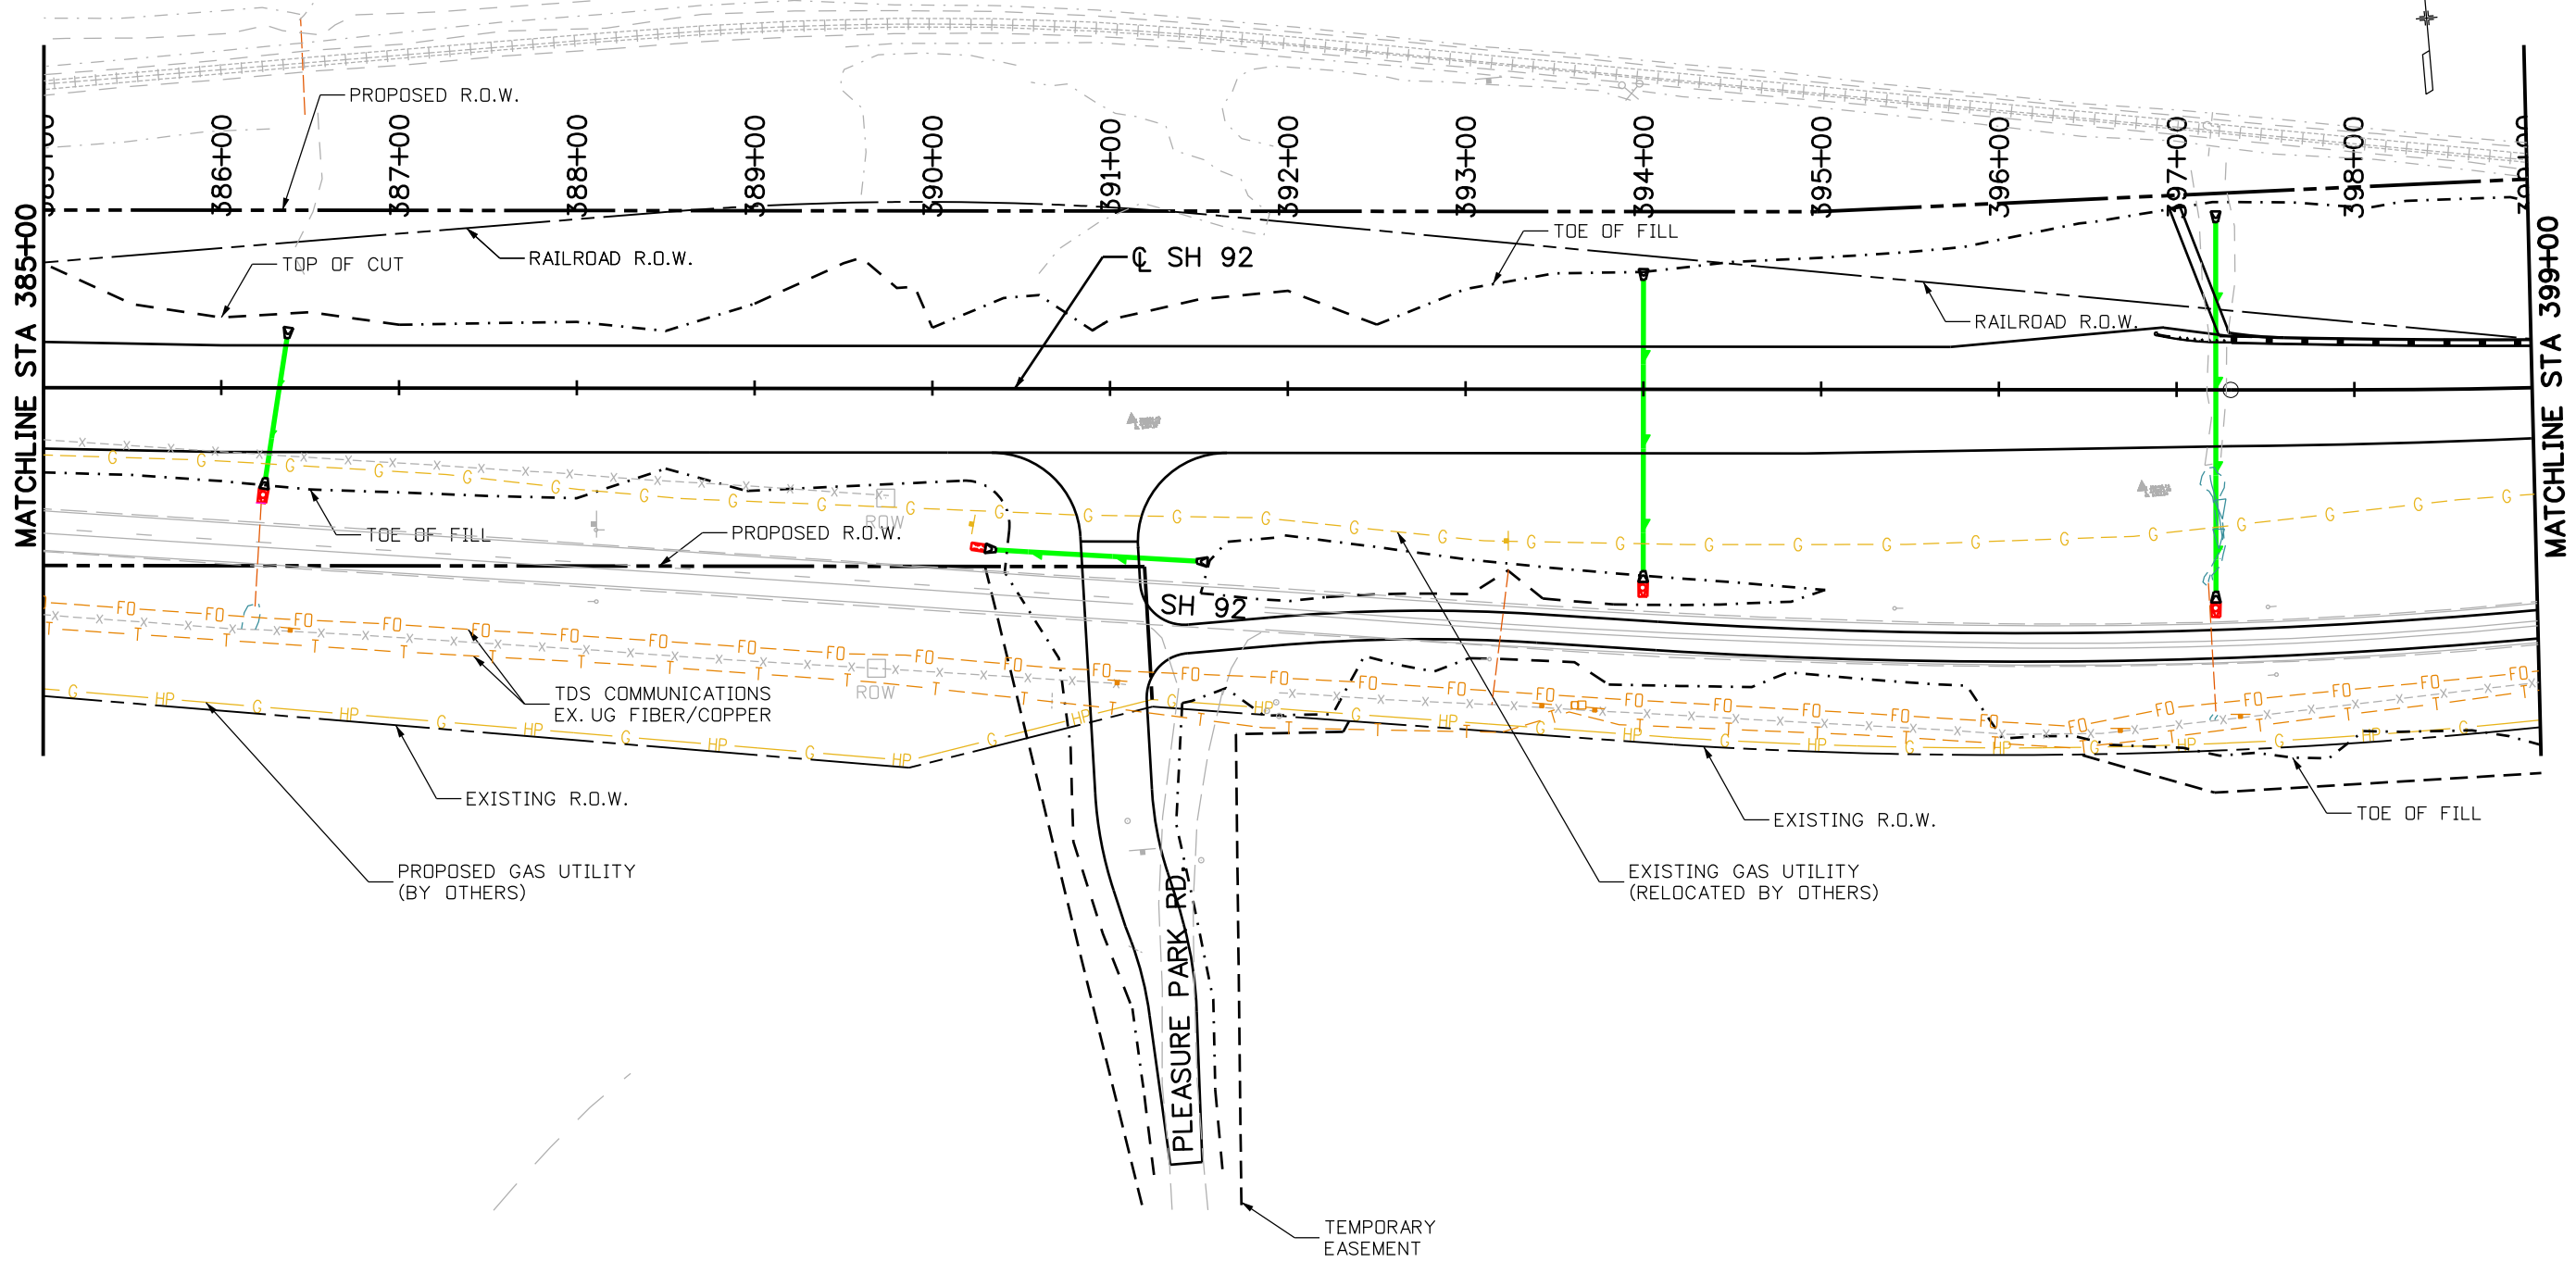 PROPOSED R.O.W.
386+00
387+00
388+00
389+00
390+00
391+00
392+00
393+00
394+00
395+00
396+00
397+00
398+00
MATCHLINE STA 385+00
MATCHLINE STA 399+00
TOP OF CUT
RAILROAD R.O.W.
℄ SH 92
TOE OF FILL
RAILROAD R.O.W.
TOE OF FILL
ROW
PROPOSED R.O.W.
SH 92
ROW
TDS COMMUNICATIONS
EX. UG FIBER/COPPER
EXISTING R.O.W.
PROPOSED GAS UTILITY
(BY OTHERS)
EXISTING R.O.W.
TOE OF FILL
EXISTING GAS UTILITY
(RELOCATED BY OTHERS)
PLEASURE PARK RD.
TEMPORARY
EASEMENT